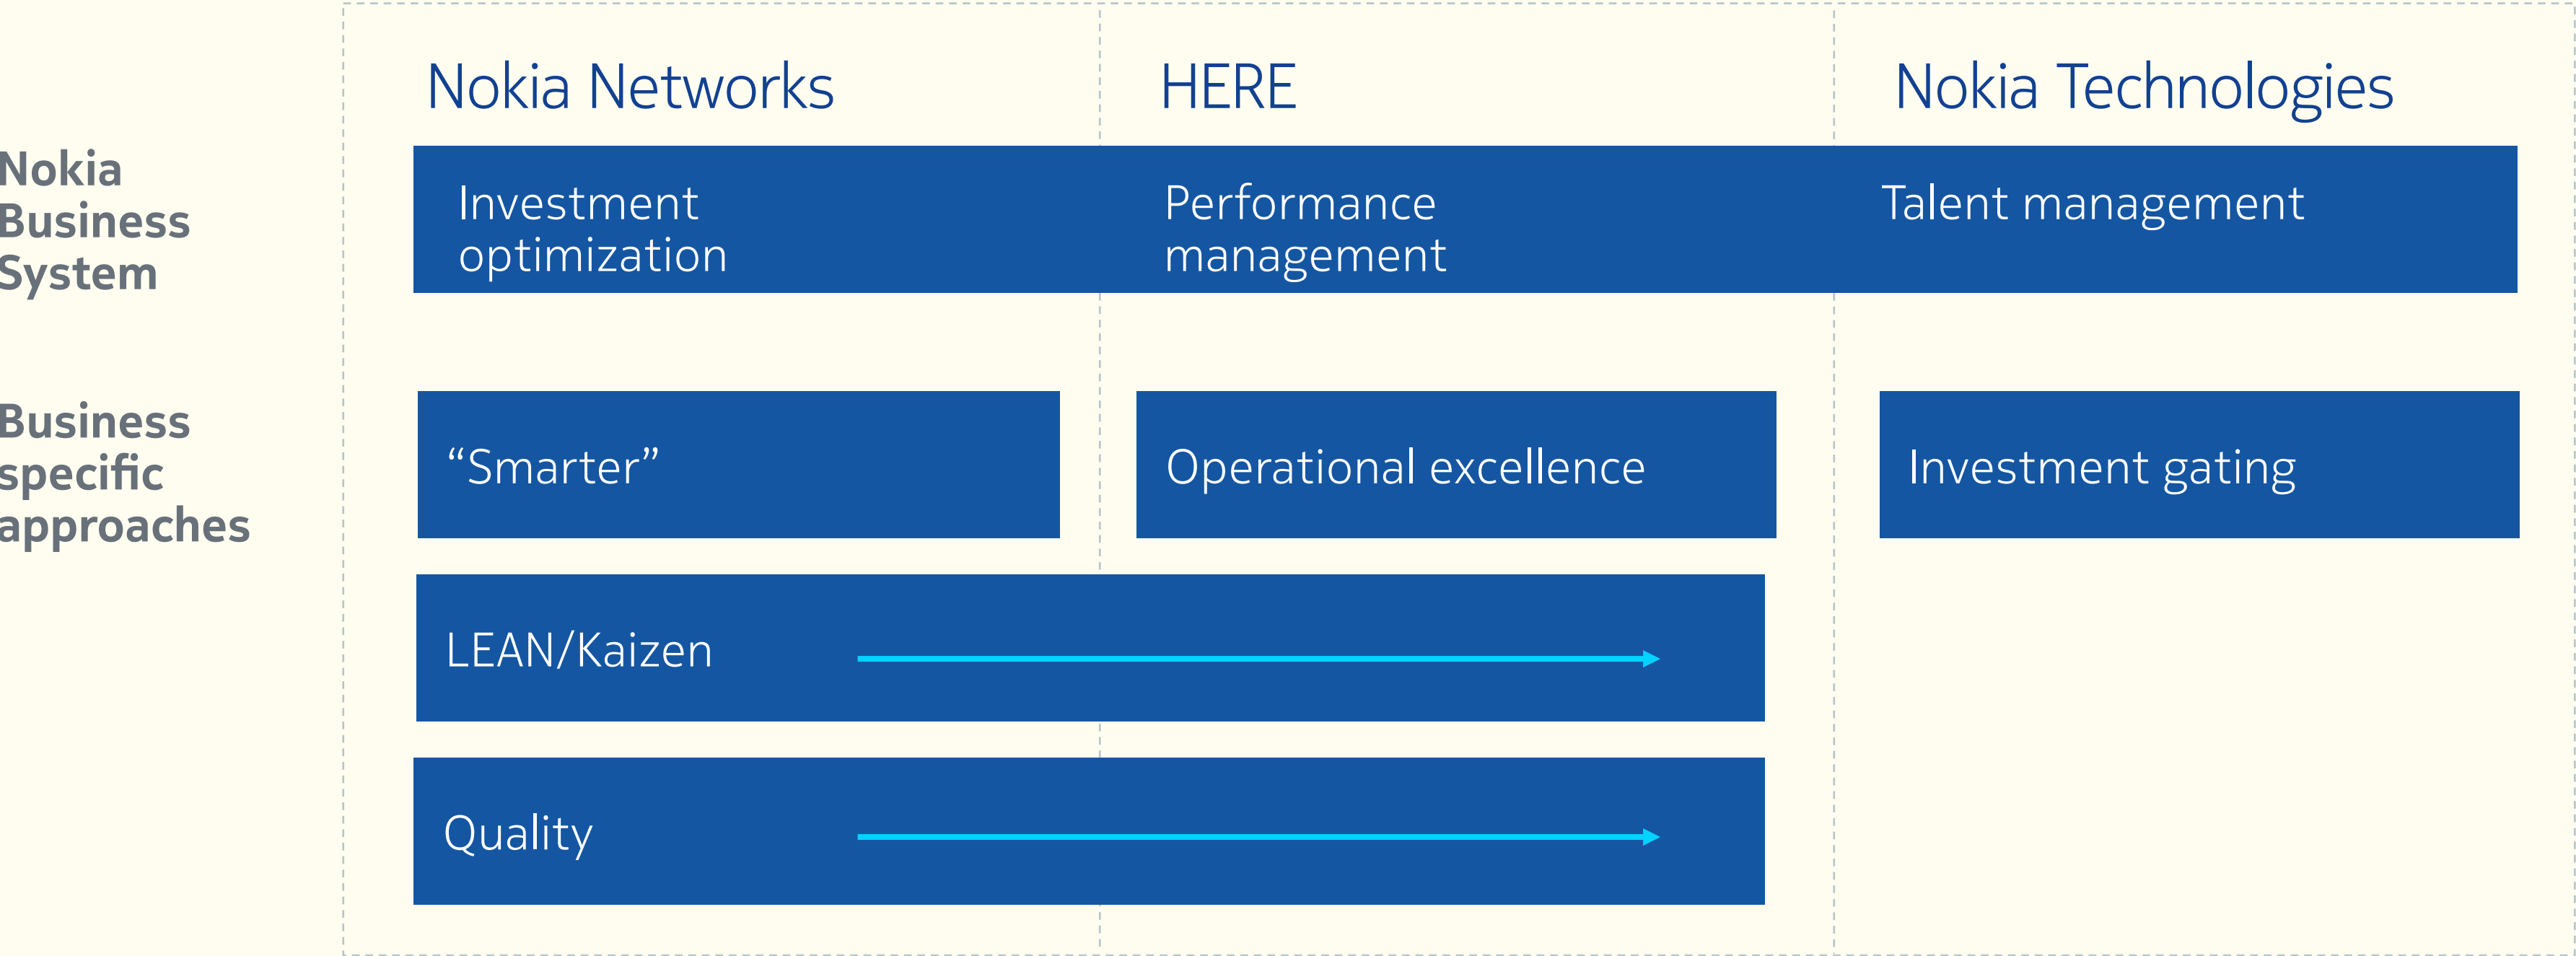 Nokia Networks
HERE
Nokia Technologies
Nokia
Business
System
Investment
optimization
Performance
management
Talent management
Business
specific
approaches
“Smarter”
Operational excellence
Investment gating
LEAN/Kaizen
Quality